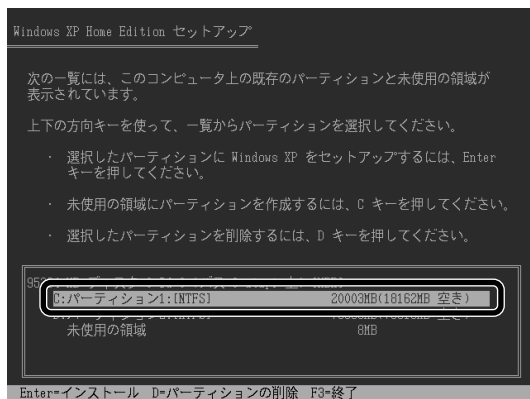 Windows XP Home Edition セットアップ
次の一覧には、このコンピュータ上の既存のパーティションと未使用の領域が
表示されています。
上下の方向キーを使って、一覧からパーティションを選択してください。
・ 選択したパーティションに Windows XP をセットアップするには、Enter
キーを押してください。
・ 未使用の領域にパーティションを作成するには、C キーを押してください。
・ 選択したパーティションを削除するには、D キーを押してください。
C:パーティション1:[NTFS] 20003MB(18162MB 空き)
未使用の領域 8MB
Enter=インストール D=パーティションの削除 F3=終了